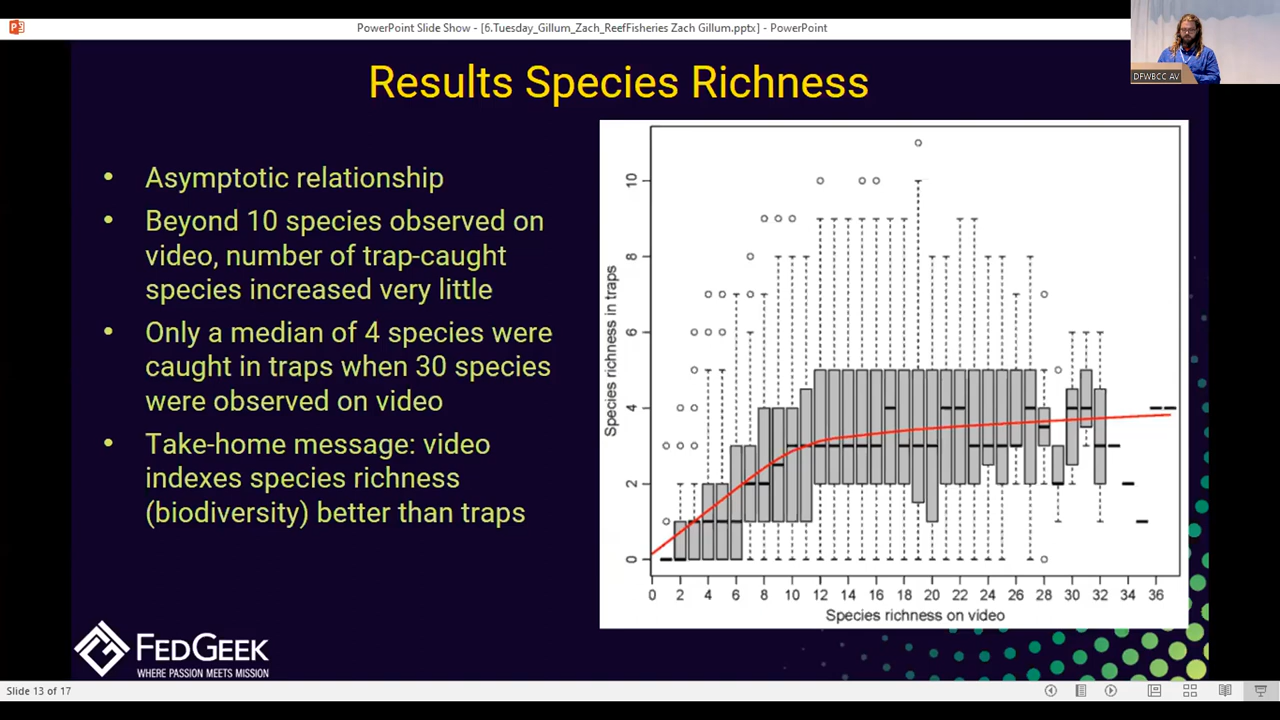 PowerPoint Slide Show - [6.Tuesday_Gillum_Zach_ReefFisheries Zach Gillum.pptx] - PowerPoint
DFWBCC AV
Results Species Richness
• Asymptotic relationship
• Beyond 10 species observed on
video, number of trap-caught
species increased very little
• Only a median of 4 species were
caught in traps when 30 species
were observed on video
• Take-home message: video
indexes species richness
(biodiversity) better than traps
Species richness in traps
10
8
6
4
2
0
0 2 4 6 8 10 12 14 16 18 20 22 24 26 28 30 32 34 36
Species richness on video
FEDGEEK
WHERE PASSION MEETS MISSION
Slide 13 of 17